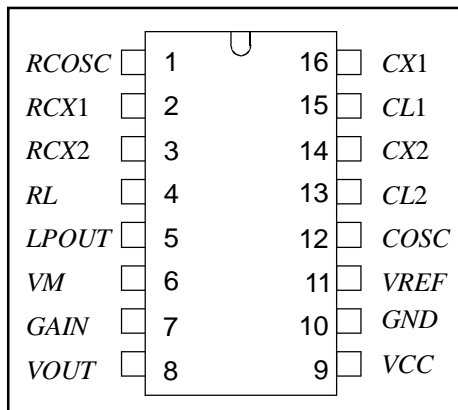 RCOSC 1 16 CX1
RCX1 2 15 CL1
RCX2 3 14 CX2
RL 4 13 CL2
LPOUT 5 12 COSC
VM 6 11 VREF
GAIN 7 10 GND
VOUT 8 9 VCC